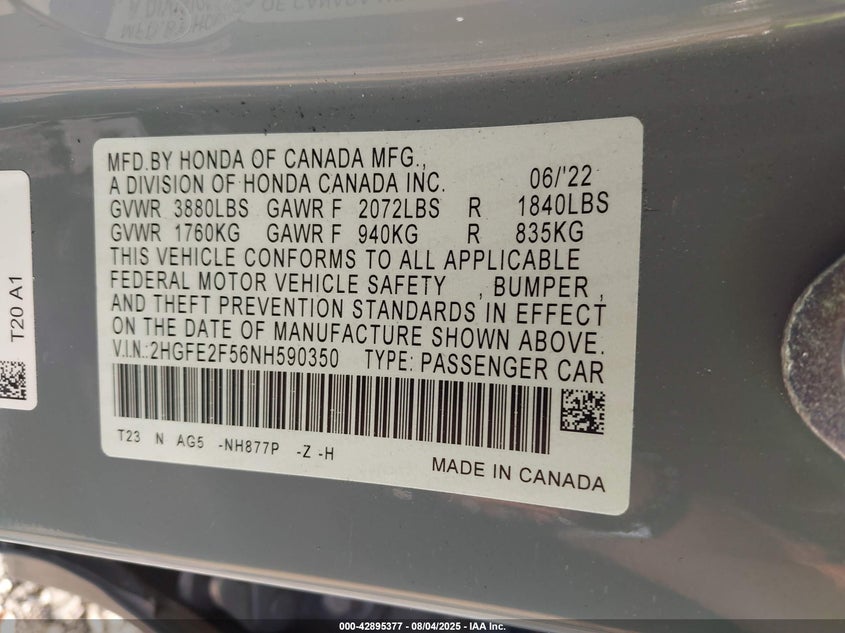 MFD.BY HONDA OF CANADA MFG.,
A DIVISION OF HONDA CANADA INC. 06/'22
GVWR 3880LBS GAWR F 2072LBS R 1840LBS
GVWR 1760KG GAWR F 940KG R 835KG
THIS VEHICLE CONFORMS TO ALL APPLICABLE
FEDERAL MOTOR VEHICLE SAFETY , BUMPER ,
AND THEFT PREVENTION STANDARDS IN EFFECT
ON THE DATE OF MANUFACTURE SHOWN ABOVE.
V.I.N.:2HGFE2F56NH590350 TYPE: PASSENGER CAR
T23 N AG5 -NH877P -Z -H
MADE IN CANADA
T20 A1
000-42895377 — 08/04/2025 — IAA Inc.